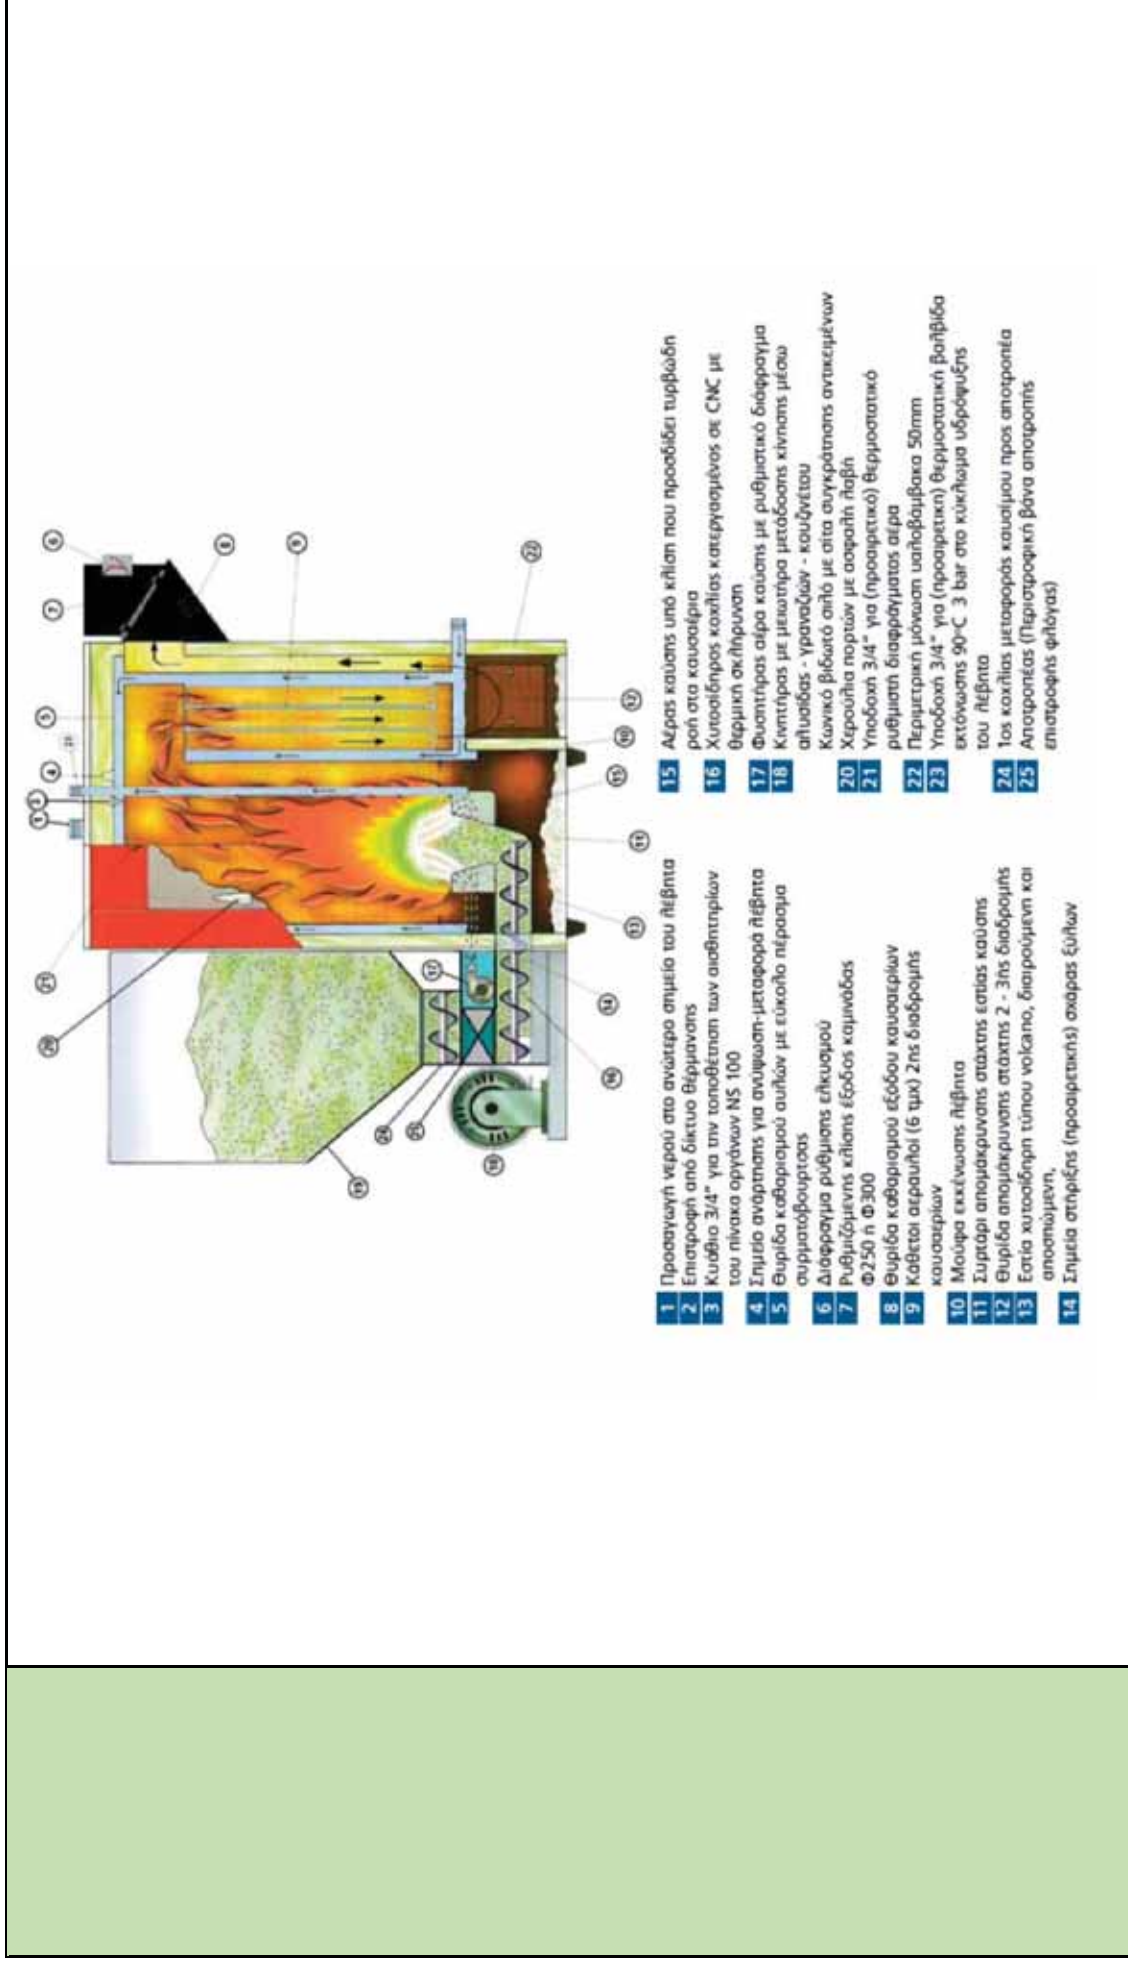 1 Προσαγωγή νερού στο ανώτερο σημείο του λέβητα
2 Επιστροφή από δίκτυο θέρμανσης
3 Κυάθιο 3/4" για την τοποθέτηση των αισθητηρίων
του πίνακα οργάνων NS 100
4 Σημείο ανάρτησης για ανύψωση-μεταφορά λέβητα
5 Θυρίδα καθαρισμού αυλών με εύκολο πέρασμα
συρματόβουρτσας
6 Διάφραγμα ρύθμισης ελκυσμού
7 Ρυθμιζόμενης κλίσης έξοδος καμινάδας
Φ250 ή Φ300
8 Θυρίδα καθαρισμού εξόδου καυσαερίων
9 Κάθετοι αεραυλοί (6 τμχ) 2ης διαδρομής
καυσαερίων
10 Μούφα εκκένωσης λέβητα
11 Συρτάρι απομάκρυνσης στάχτης εστίας καύσης
12 Θυρίδα απομάκρυνσης στάχτης 2 - 3ης διαδρομής
13 Εστία χυτοσίδηρη τύπου volcano, διαιρούμενη και
αποσπώμενη,
14 Σημεία στήριξης (προαιρετικής) σχάρας ξύλων
15 Αέρας καύσης υπό κλίση που προσδίδει τυρβώδη
ροή στα καυσαέρια
16 Χυτοσίδηρος κοχλίας κατεργασμένος σε CNC με
θερμική σκλήρυνση
17 Φυσητήρας αέρα καύσης με ρυθμιστικό διάφραγμα
18 Κινητήρας με μειωτήρα μετάδοσης κίνησης μέσω
αλυσίδας - γραναζιών - κουζινέτου
Κωνικό βιδωτό σιλό με σίτα συγκράτησης αντικειμένων
20 Χερούλια πορτών με ασφαλή λαβή
21 Υποδοχή 3/4" για (προαιρετικό) θερμοστατικό
ρυθμιστή διαφράγματος αέρα
22 Περιμετρική μόνωση υαλοβάμβακα 50mm
23 Υποδοχή 3/4" για (προαιρετική) θερμοστατική βαλβίδα
εκτόνωσης 90°C 3 bar στο κύκλωμα υδρόψυξης
του λέβητα
24 1ος κοχλίας μεταφοράς καυσίμου προς αποτροπέα
25 Αποτροπέας (Περιστροφική βάνα αποτροπής
επιστροφής φλόγας)